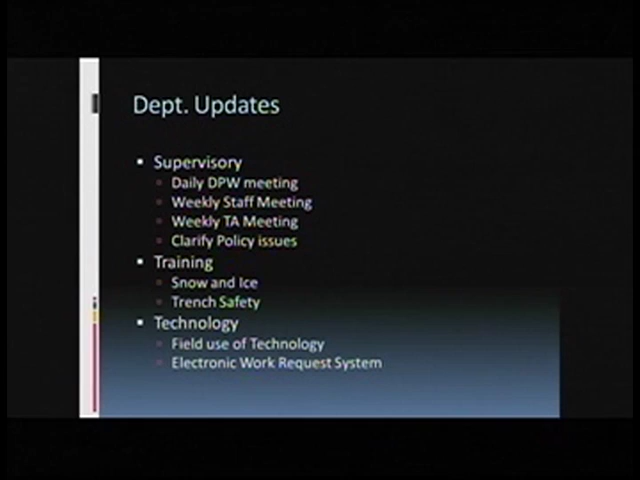 Dept. Updates
Supervisory
Daily DPW meeting
Weekly Staff Meeting
Weekly TA Meeting
Clarify Policy issues
Training
Snow and Ice
Trench Safety
Technology
Field use of Technology
Electronic Work Request System